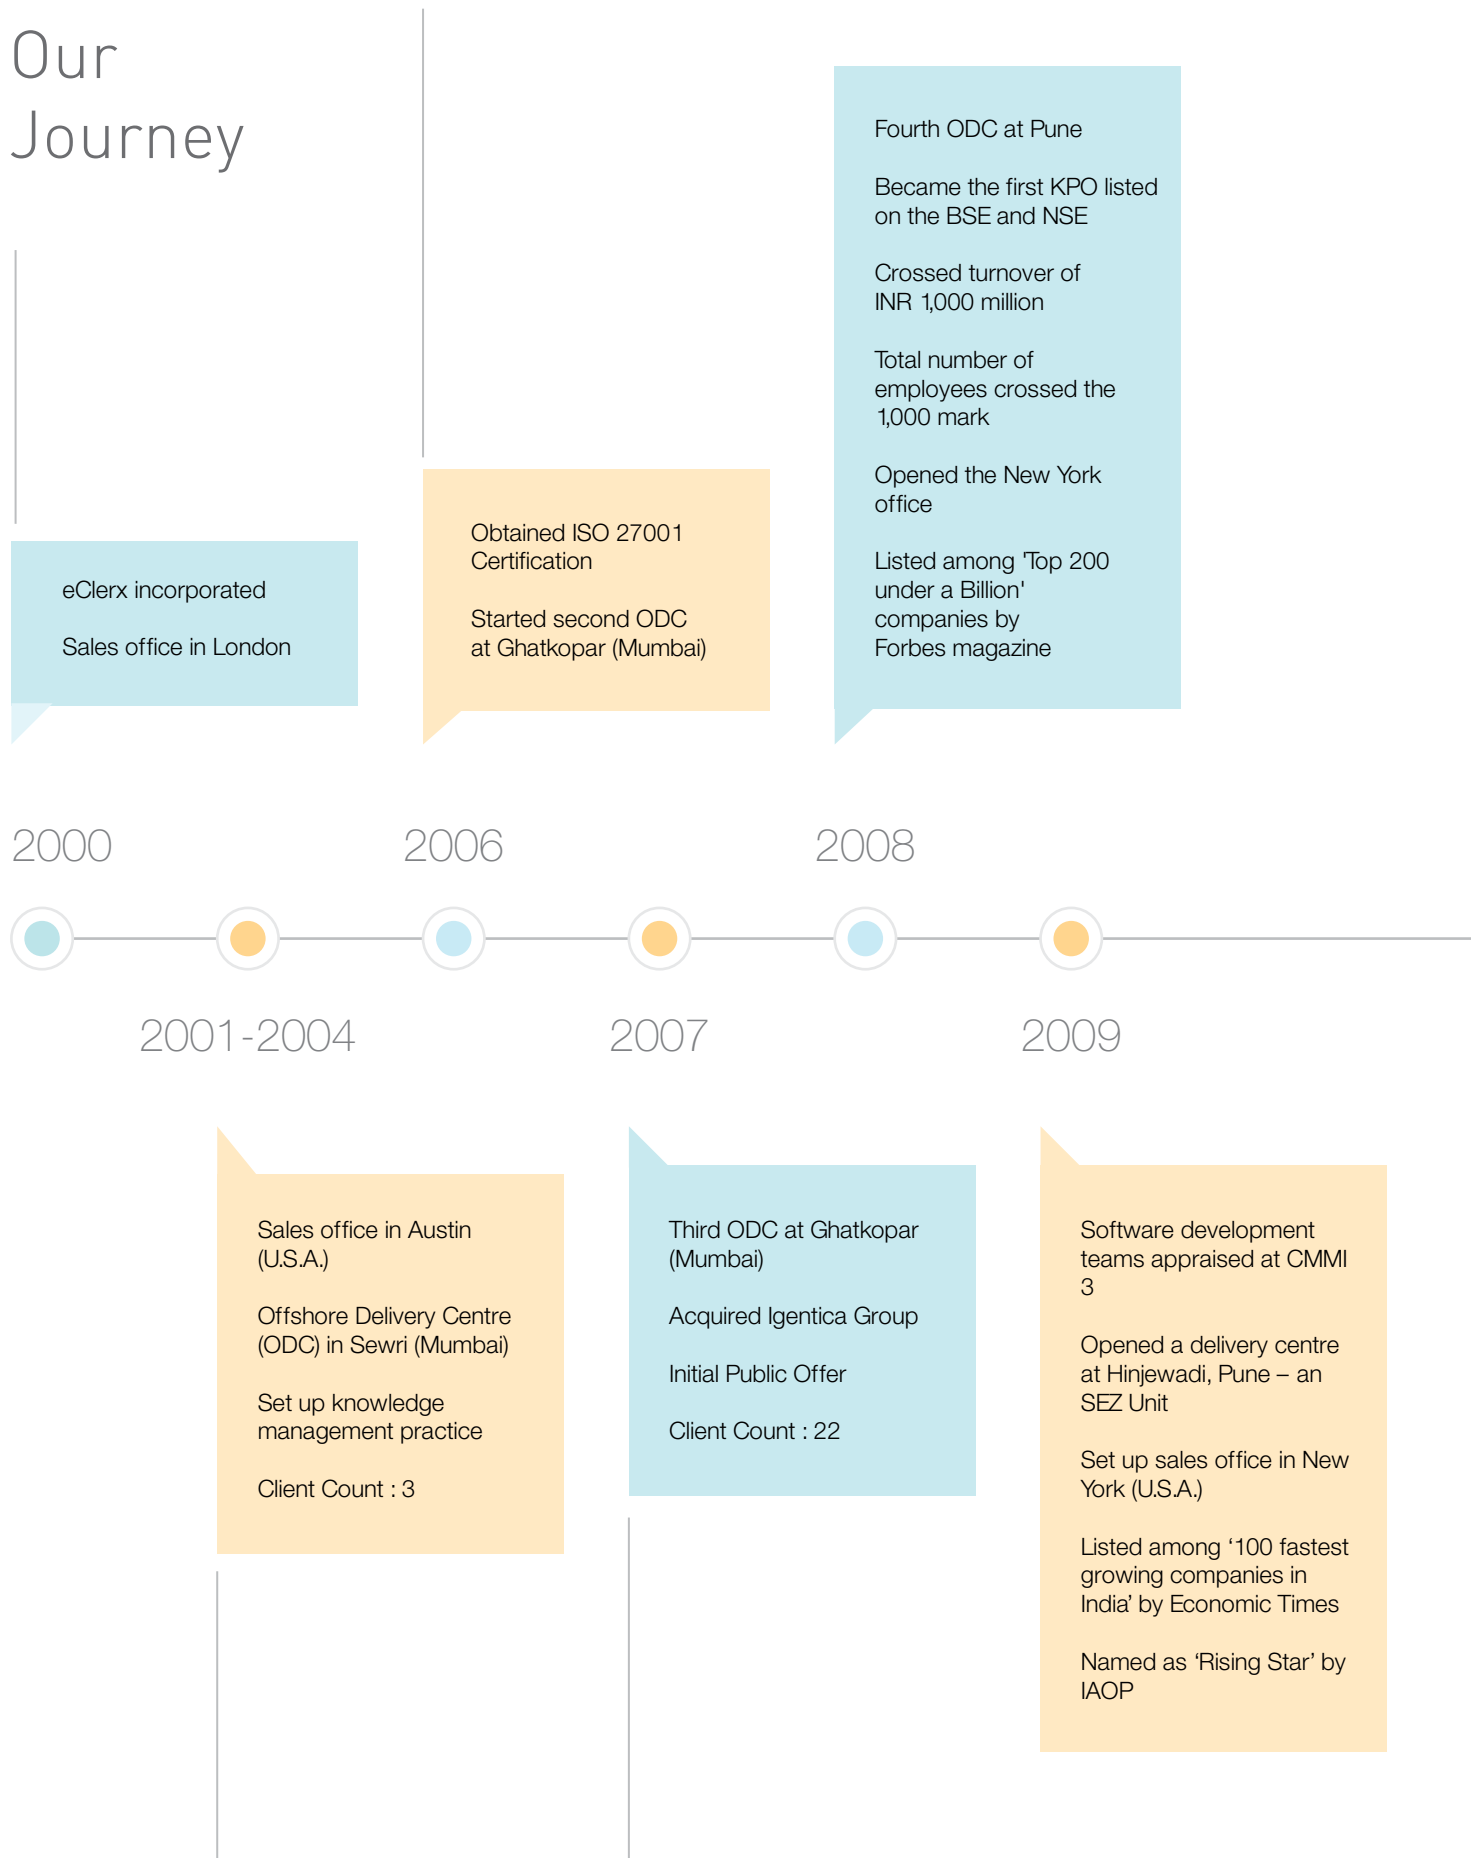 Our
Journey
eClerx incorporated
Sales office in London
Obtained ISO 27001
Certification
Started second ODC
at Ghatkopar (Mumbai)
Fourth ODC at Pune
Became the first KPO listed
on the BSE and NSE
Crossed turnover of
INR 1,000 million
Total number of
employees crossed the
1,000 mark
Opened the New York
office
Listed among 'Top 200
under a Billion'
companies by
Forbes magazine
2000
2006
2008
2001-2004
2007
2009
Sales office in Austin
(U.S.A.)
Offshore Delivery Centre
(ODC) in Sewri (Mumbai)
Set up knowledge
management practice
Client Count : 3
Third ODC at Ghatkopar
(Mumbai)
Acquired Igentica Group
Initial Public Offer
Client Count : 22
Software development
teams appraised at CMMI
3
Opened a delivery centre
at Hinjewadi, Pune – an
SEZ Unit
Set up sales office in New
York (U.S.A.)
Listed among ‘100 fastest
growing companies in
India’ by Economic Times
Named as ‘Rising Star’ by
IAOP